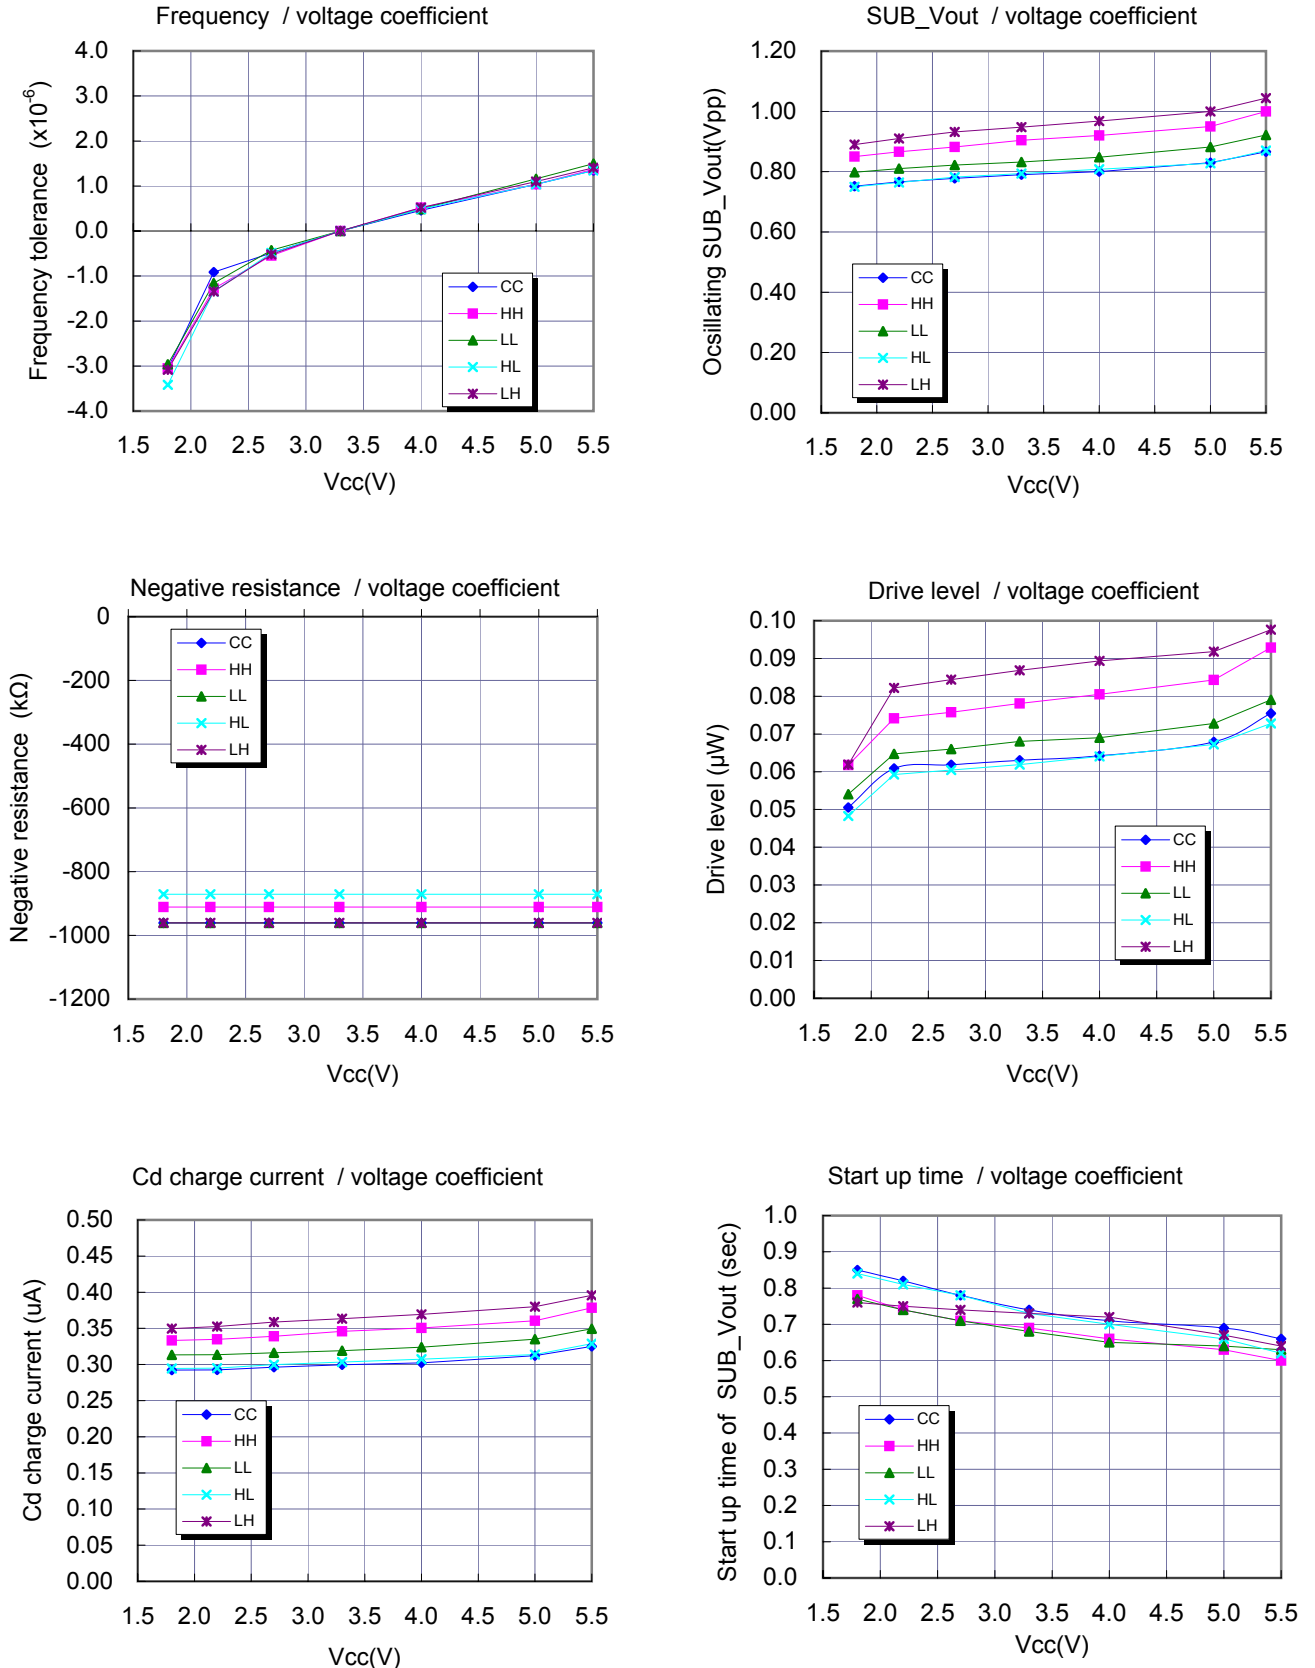 Frequency / voltage coefficient
4.0
3.0
2.0
1.0
0.0
-1.0
-2.0
-3.0
-4.0
Frequency tolerance (x10-6)
CC
HH
LL
HL
LH
1.5 2.0 2.5 3.0 3.5 4.0 4.5 5.0 5.5
Vcc(V)
SUB_Vout / voltage coefficient
1.20
1.00
0.80
0.60
0.40
0.20
0.00
Ocsillating SUB_Vout(Vpp)
CC
HH
LL
HL
LH
1.5 2.0 2.5 3.0 3.5 4.0 4.5 5.0 5.5
Vcc(V)
Negative resistance / voltage coefficient
0
-200
-400
-600
-800
-1000
-1200
Negative resistance (kΩ)
CC
HH
LL
HL
LH
1.5 2.0 2.5 3.0 3.5 4.0 4.5 5.0 5.5
Vcc(V)
Drive level / voltage coefficient
0.10
0.09
0.08
0.07
0.06
0.05
0.04
0.03
0.02
0.01
0.00
Drive level (μW)
CC
HH
LL
HL
LH
1.5 2.0 2.5 3.0 3.5 4.0 4.5 5.0 5.5
Vcc(V)
Cd charge current / voltage coefficient
0.50
0.45
0.40
0.35
0.30
0.25
0.20
0.15
0.10
0.05
0.00
Cd charge current (uA)
CC
HH
LL
HL
LH
1.5 2.0 2.5 3.0 3.5 4.0 4.5 5.0 5.5
Vcc(V)
Start up time / voltage coefficient
1.0
0.9
0.8
0.7
0.6
0.5
0.4
0.3
0.2
0.1
0.0
Start up time of SUB_Vout (sec)
CC
HH
LL
HL
LH
1.5 2.0 2.5 3.0 3.5 4.0 4.5 5.0 5.5
Vcc(V)